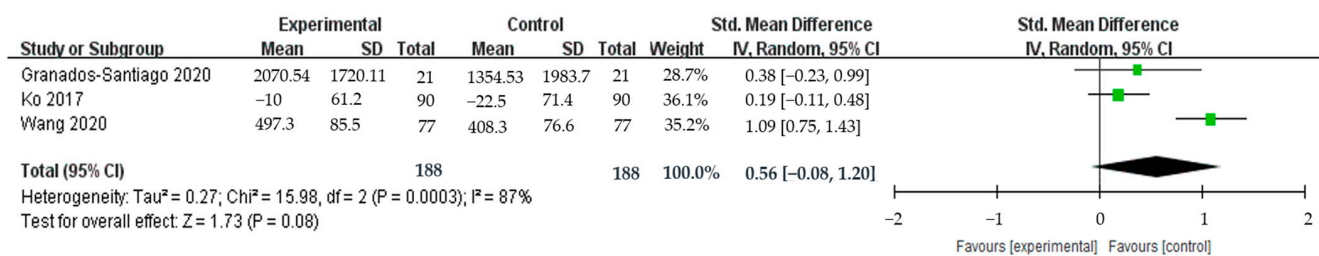 Experimental Control Std. Mean Difference Std. Mean Difference
Study or Subgroup Mean SD Total Mean SD Total Weight IV, Random, 95% CI IV, Random, 95% CI
Granados-Santiago 2020 2070.54 1720.11 21 1354.53 1983.7 21 28.7% 0.38 [−0.23, 0.99]
Ko 2017 −10 61.2 90 −22.5 71.4 90 36.1% 0.19 [−0.11, 0.48]
Wang 2020 497.3 85.5 77 408.3 76.6 77 35.2% 1.09 [0.75, 1.43]
Total (95% CI) 188 188 100.0% 0.56 [−0.08, 1.20]
Heterogeneity: Tau² = 0.27; Chi² = 15.98, df = 2 (P = 0.0003); I² = 87%
Test for overall effect: Z = 1.73 (P = 0.08)
−2 −1 0 1 2
Favours [experimental] Favours [control]